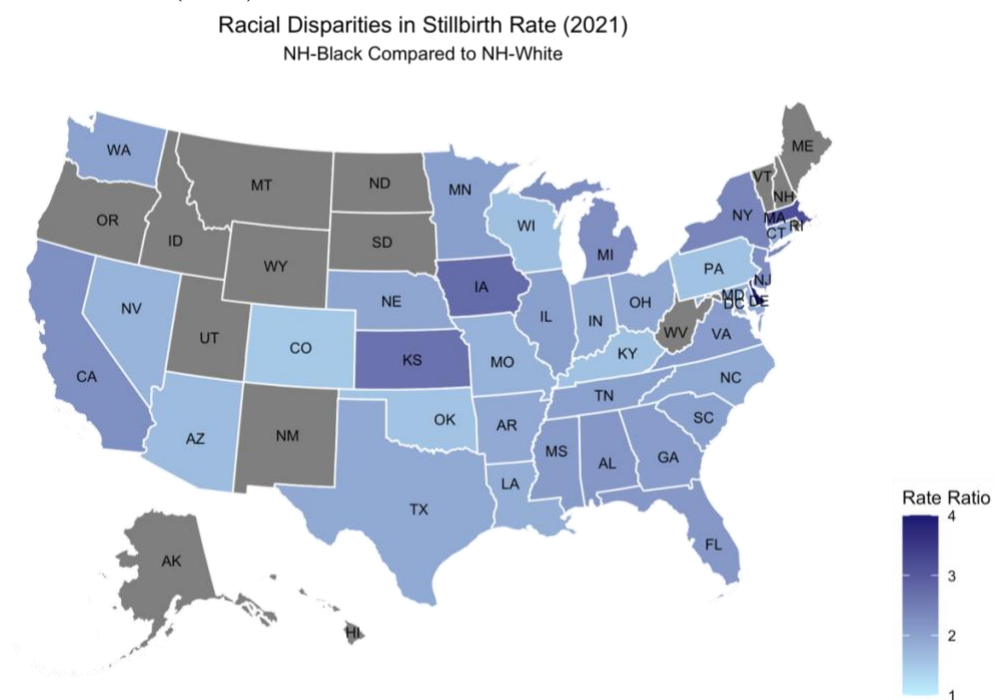 Racial Disparities in Stillbirth Rate (2021)
NH-Black Compared to NH-White
WA
MT
ND
MN
ME
VT
NH
OR
ID
SD
WI
NY
MA
RI
CT
WY
MI
PA
IA
NJ
NV
NE
IL
IN
OH
MD
DE
DC
UT
CO
KS
MO
KY
WV
VA
CA
AZ
NM
OK
AR
TN
NC
SC
MS
AL
GA
LA
TX
FL
AK
HI
Rate Ratio
4
3
2
1